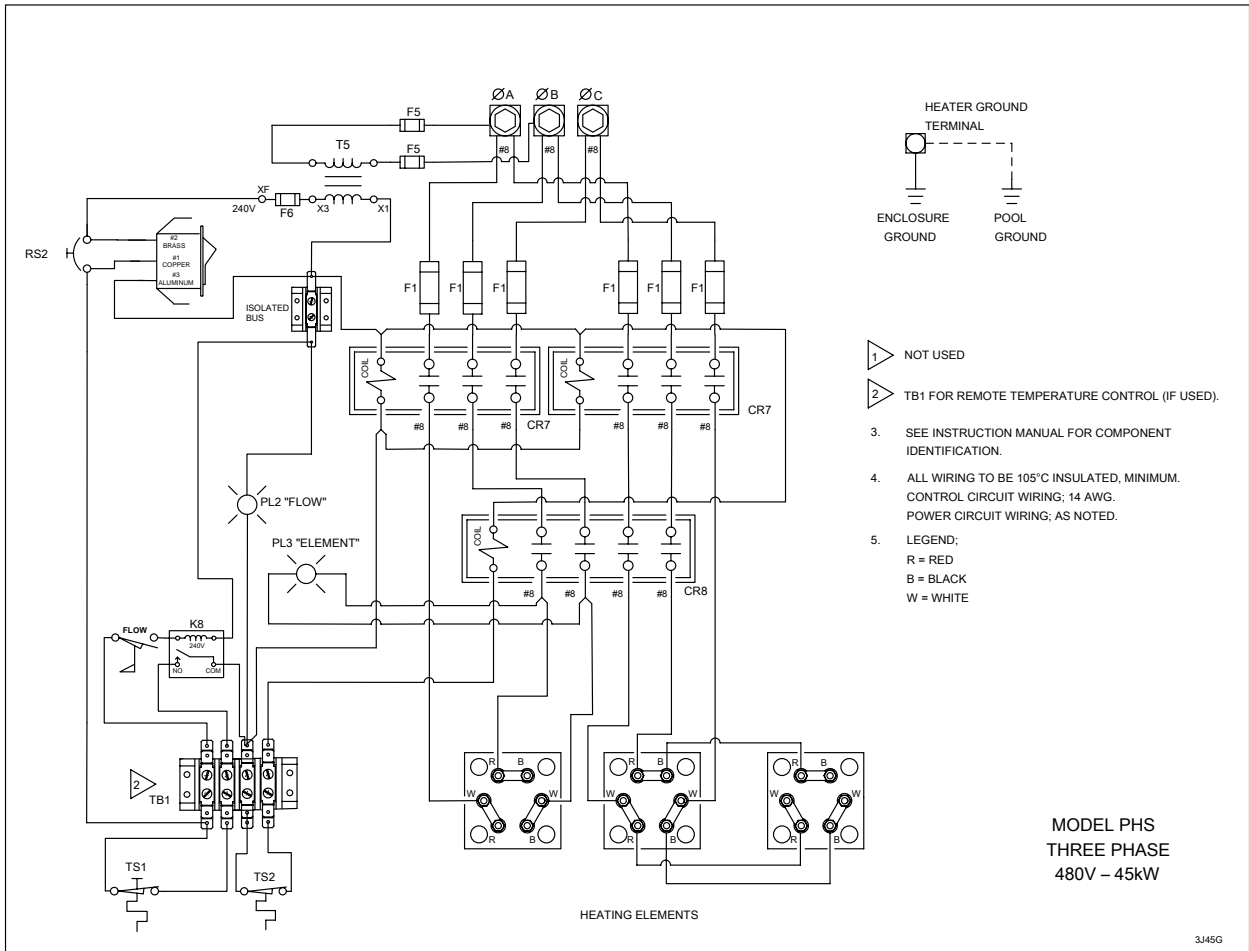 ØA ØB ØC
F5
T5
F5
#8 #8 #8
HEATER GROUND
TERMINAL
ENCLOSURE
GROUND
POOL
GROUND
XF
240V
F6
X3
X1
RS2
#2
BRASS
#1
COPPER
#3
ALUMINUM
ISOLATED
BUS
F1 F1 F1 F1 F1 F1
COIL
COIL
CR7
CR7
#8 #8 #8 #8 #8
1 NOT USED
2 TB1 FOR REMOTE TEMPERATURE CONTROL (IF USED).
3. SEE INSTRUCTION MANUAL FOR COMPONENT
IDENTIFICATION.
4. ALL WIRING TO BE 105°C INSULATED, MINIMUM.
CONTROL CIRCUIT WIRING; 14 AWG.
POWER CIRCUIT WIRING; AS NOTED.
5. LEGEND;
R = RED
B = BLACK
W = WHITE
PL2 "FLOW"
PL3 "ELEMENT"
COIL
CR8
#8 #8 #8 #8
FLOW
K8
240V
NO
COM
2
TB1
TS1
TS2
R B
W W
R B
R B
W W
R B
R B
W W
R B
HEATING ELEMENTS
MODEL PHS
THREE PHASE
480V – 45kW
3J45G